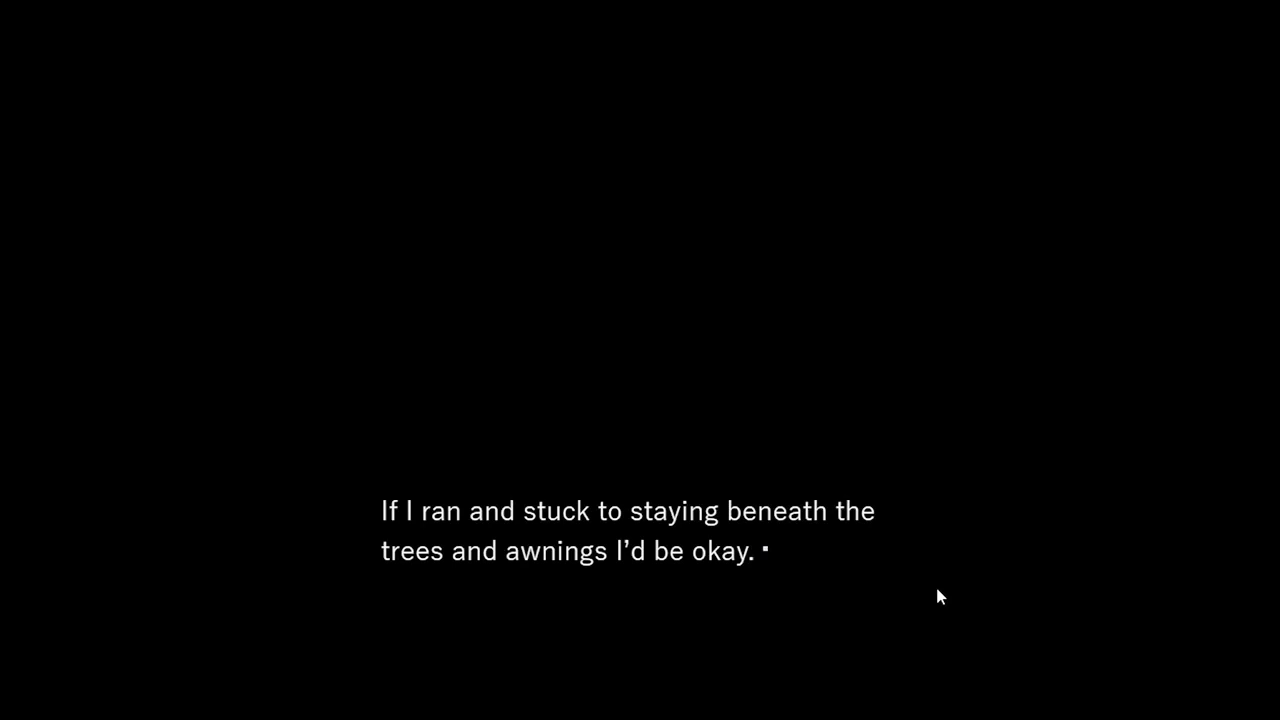 If I ran and stuck to staying beneath the
trees and awnings I’d be okay.